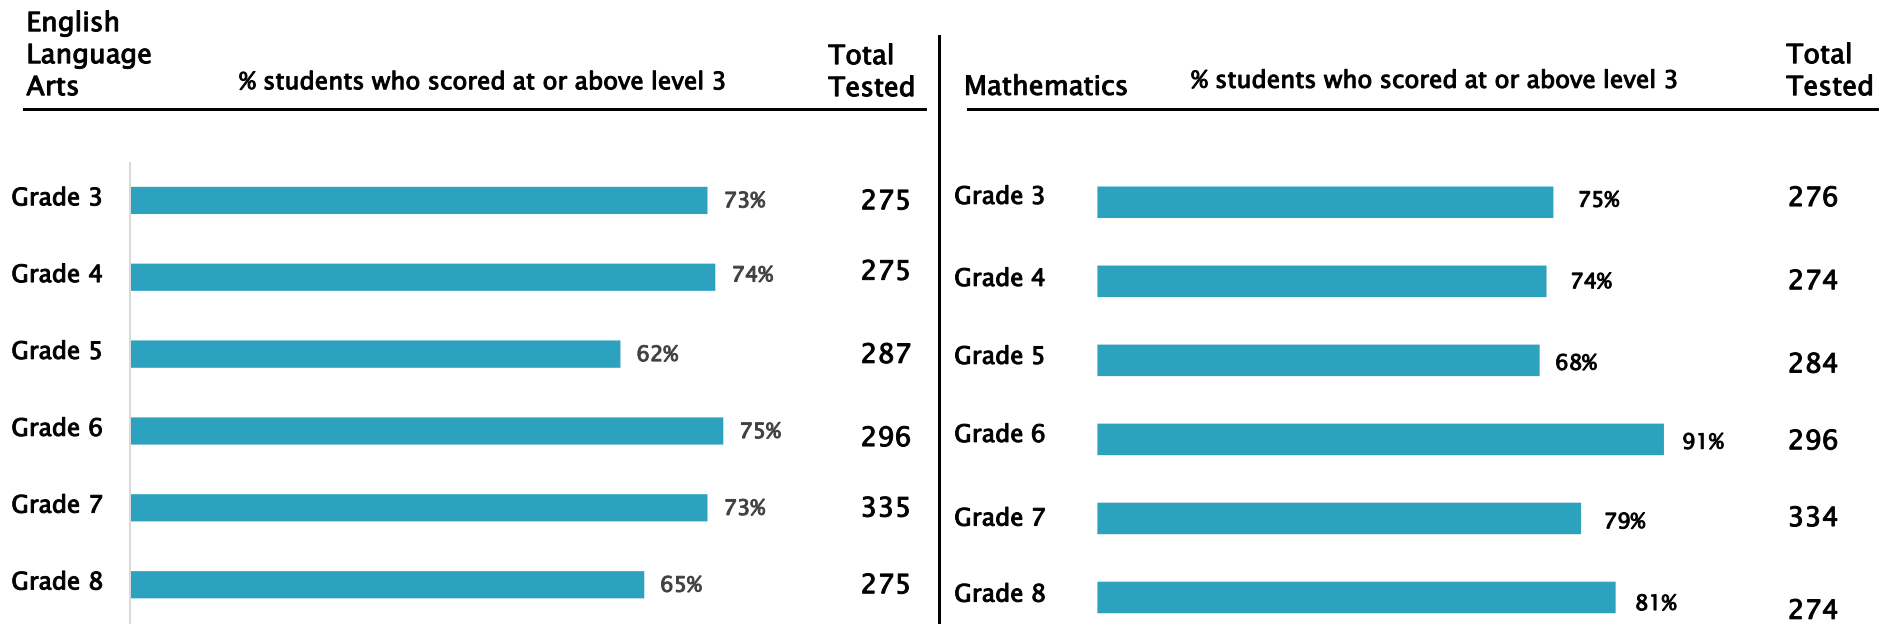 English
Language
Arts
% students who scored at or above level 3
Total
Tested
Grade 3
73%
275
Grade 4
74%
275
Grade 5
62%
287
Grade 6
75%
296
Grade 7
73%
335
Grade 8
65%
275
Mathematics
% students who scored at or above level 3
Total
Tested
Grade 3
75%
276
Grade 4
74%
274
Grade 5
68%
284
Grade 6
91%
296
Grade 7
79%
334
Grade 8
81%
274